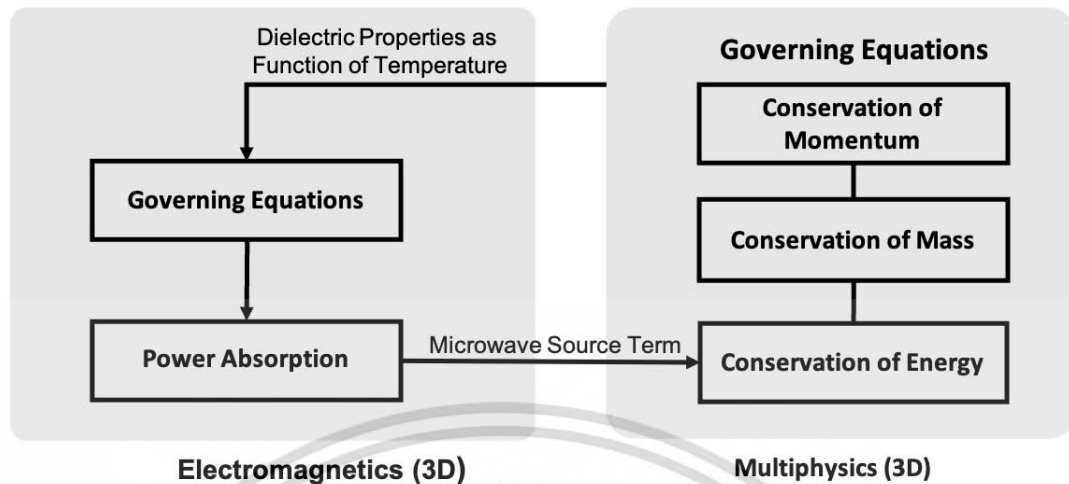 Dielectric Properties as
Function of Temperature
Governing Equations
Power Absorption
Microwave Source Term
Electromagnetics (3D)
Governing Equations
Conservation of
Momentum
Conservation of Mass
Conservation of Energy
Multiphysics (3D)